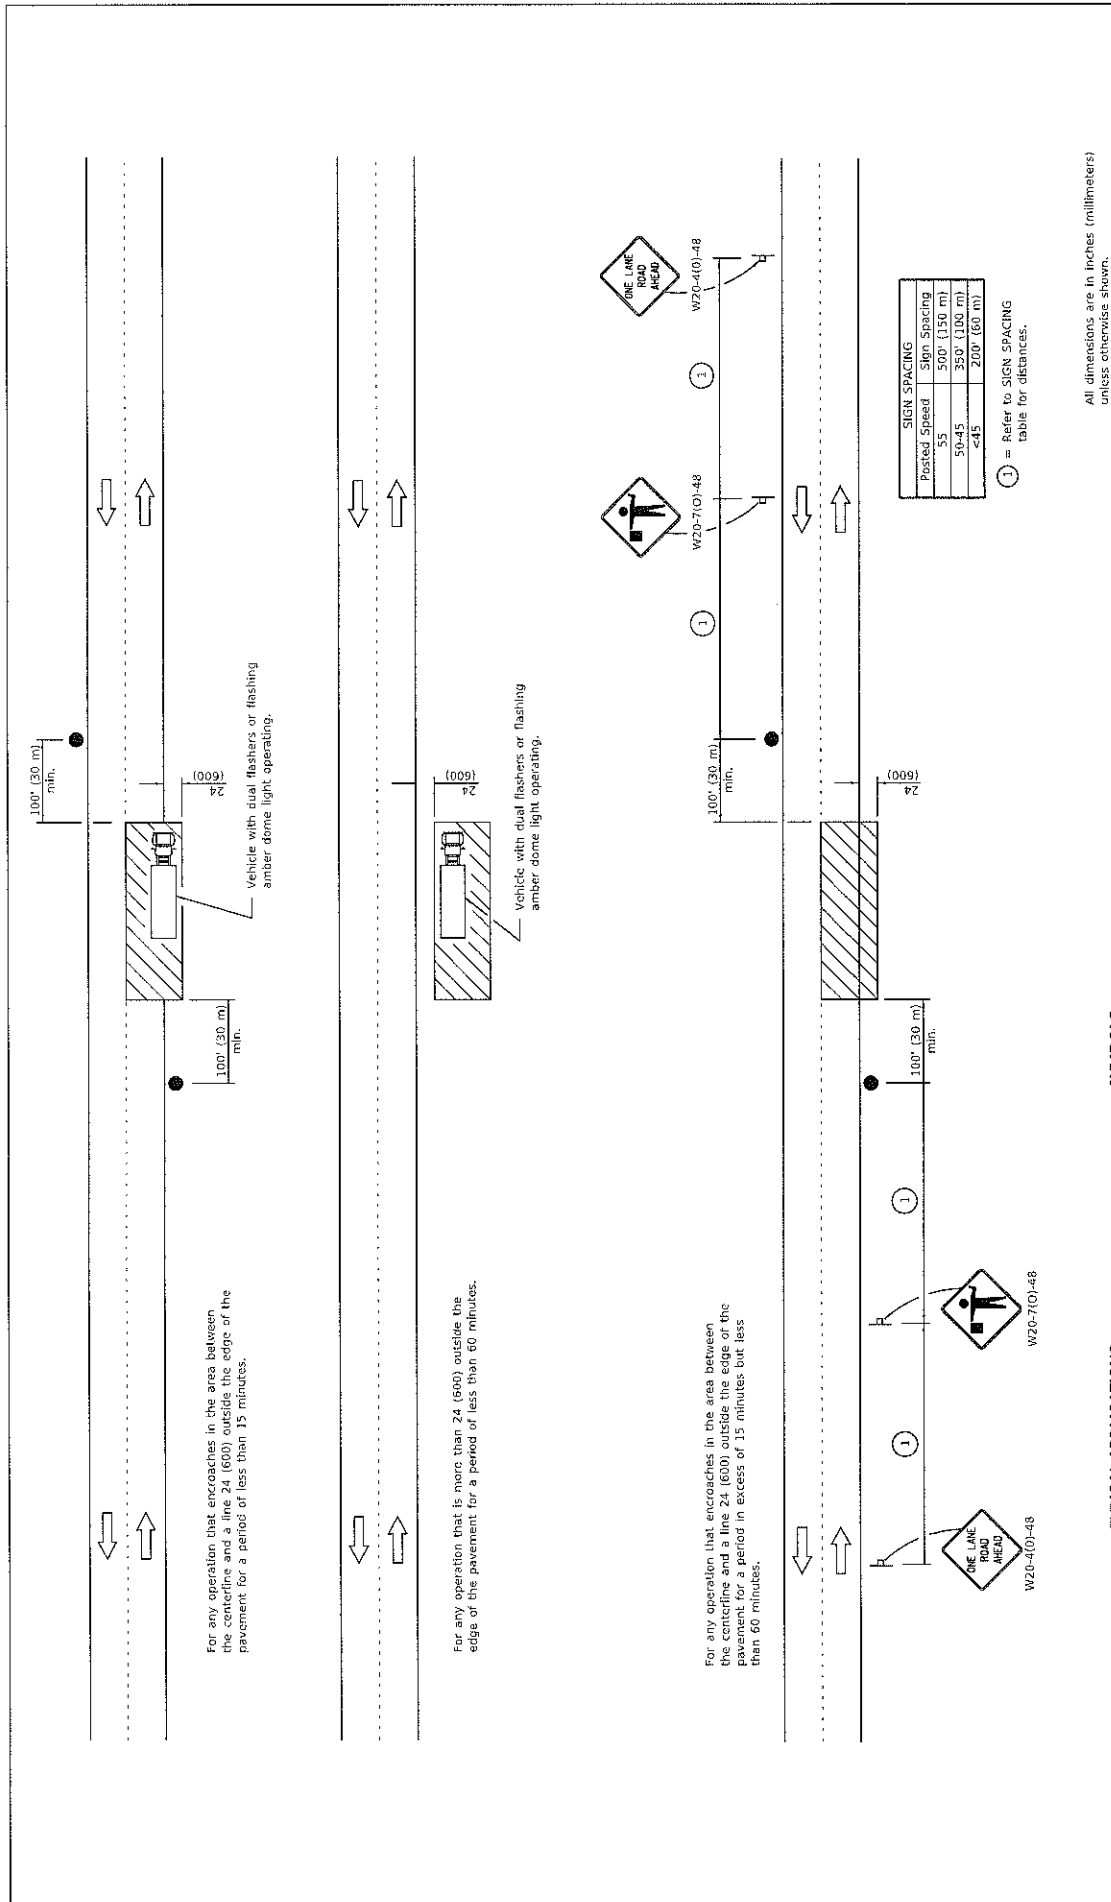 100' (30 m)
min.
24
(600)
100' (30 m)
min.
Vehicle with dual flashers or flashing
amber dome light operating.
For any operation that encroaches in the area between
the centerline and a line 24 (600) outside the edge of the
pavement for a period of less than 15 minutes.
24
(600)
Vehicle with dual flashers or flashing
amber dome light operating.
For any operation that is more than 24 (600) outside the
edge of the pavement for a period of less than 60 minutes.
ONE LANE
ROAD
AHEAD
W20-4(O)-48
W20-7(O)-48
1
1
100' (30 m)
min.
24
(600)
For any operation that encroaches in the area between
the centerline and a line 24 (600) outside the edge of the
pavement for a period in excess of 15 minutes but less
than 60 minutes.
100' (30 m)
min.
1
1
W20-7(O)-48
ONE LANE
ROAD
AHEAD
W20-4(O)-48
SIGN SPACING
Posted Speed Sign Spacing
55 500' (150 m)
50-45 350' (100 m)
<45 200' (60 m)
1 = Refer to SIGN SPACING
table for distances.
All dimensions are in inches (millimeters)
unless otherwise shown.